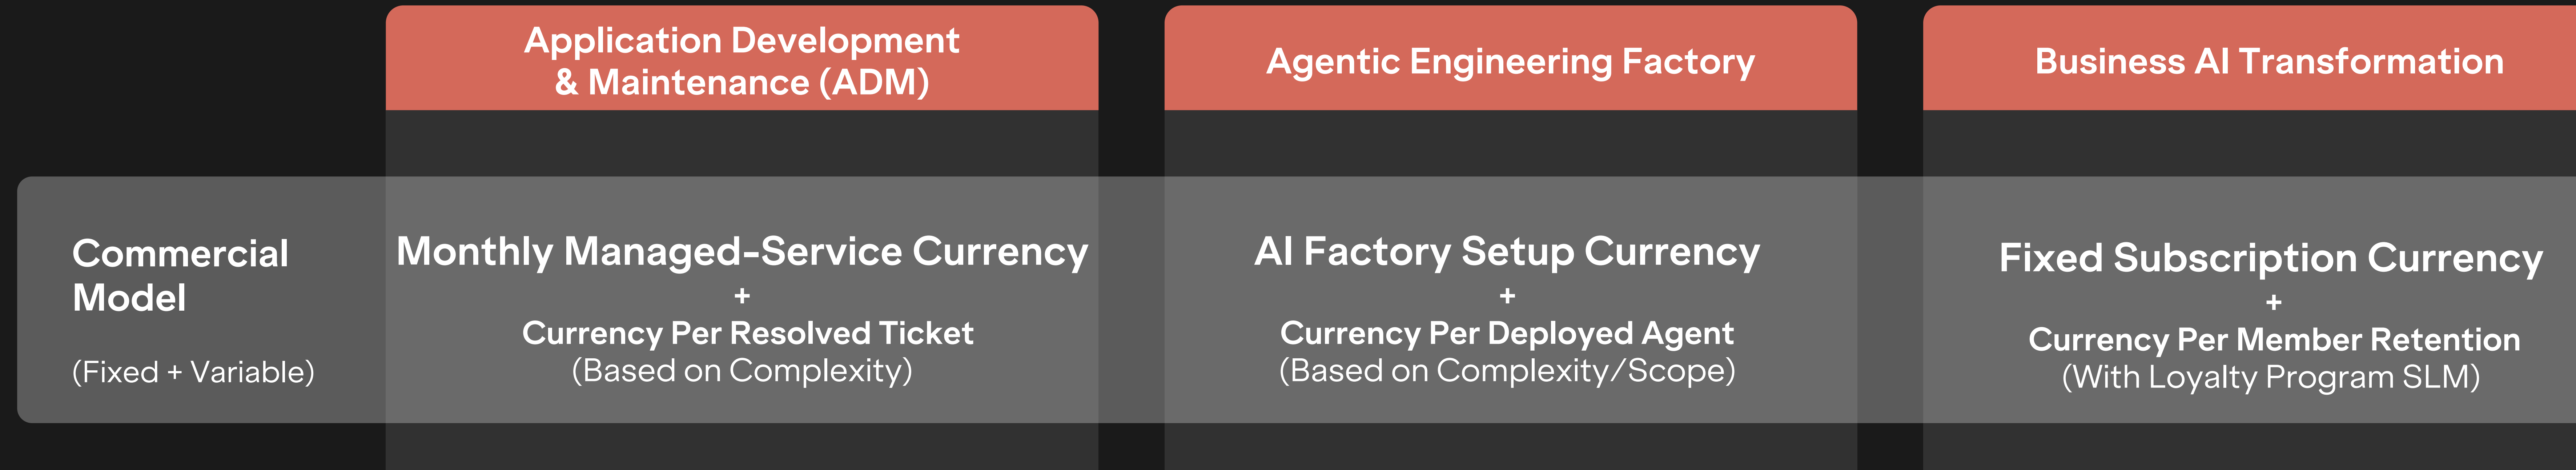 Application Development
& Maintenance (ADM)
Agentic Engineering Factory
Business AI Transformation
Commercial
Model
(Fixed + Variable)
Monthly Managed-Service Currency
+
Currency Per Resolved Ticket
(Based on Complexity)
AI Factory Setup Currency
+
Currency Per Deployed Agent
(Based on Complexity/Scope)
Fixed Subscription Currency
+
Currency Per Member Retention
(With Loyalty Program SLM)